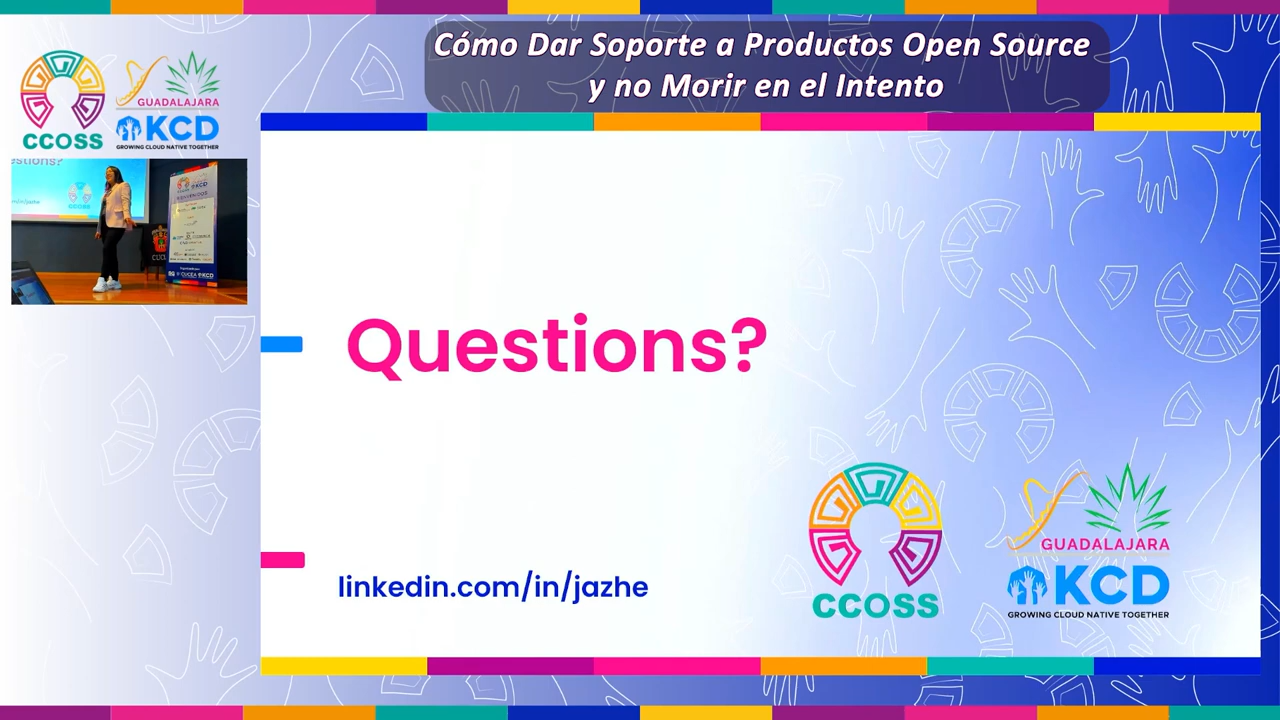 Cómo Dar Soporte a Productos Open Source
y no Morir en el Intento
CCOSS
GUADALAJARA
KCD
GROWING CLOUD NATIVE TOGETHER
Questions?
linkedin.com/in/jazhe
CCOSS
GUADALAJARA
KCD
GROWING CLOUD NATIVE TOGETHER